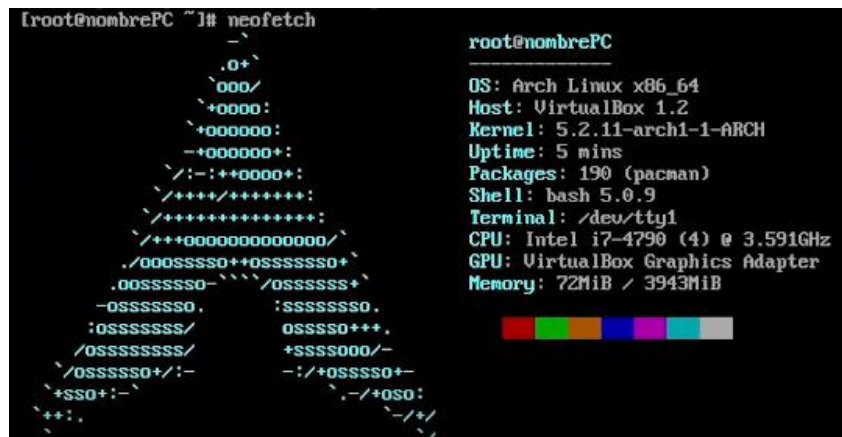 [root@nombrePC ~]# neofetch
root@nombrePC
-------------
OS: Arch Linux x86_64
Host: VirtualBox 1.2
Kernel: 5.2.11-arch1-1-ARCH
Uptime: 5 mins
Packages: 190 (pacman)
Shell: bash 5.0.9
Terminal: /dev/tty1
CPU: Intel i7-4790 (4) @ 3.591GHz
GPU: VirtualBox Graphics Adapter
Memory: 72MiB / 3943MiB